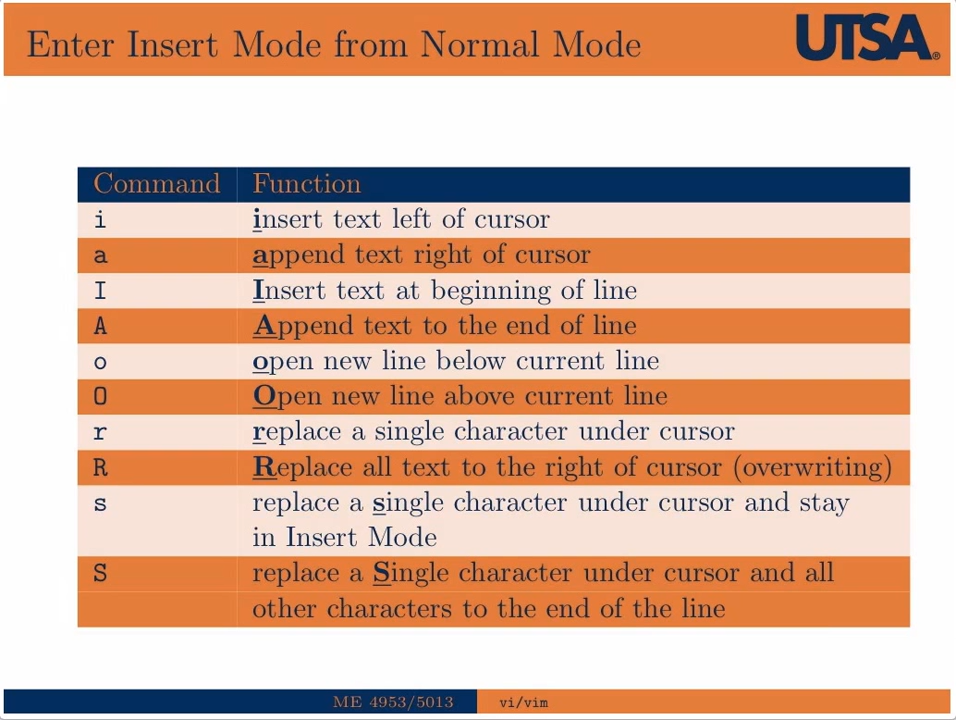 Enter Insert Mode from Normal Mode
UTSA®
Command Function
i insert text left of cursor
a append text right of cursor
I Insert text at beginning of line
A Append text to the end of line
o open new line below current line
O Open new line above current line
r replace a single character under cursor
R Replace all text to the right of cursor (overwriting)
s replace a single character under cursor and stay
in Insert Mode
S replace a Single character under cursor and all
other characters to the end of the line
ME 4953/5013 vi/vim